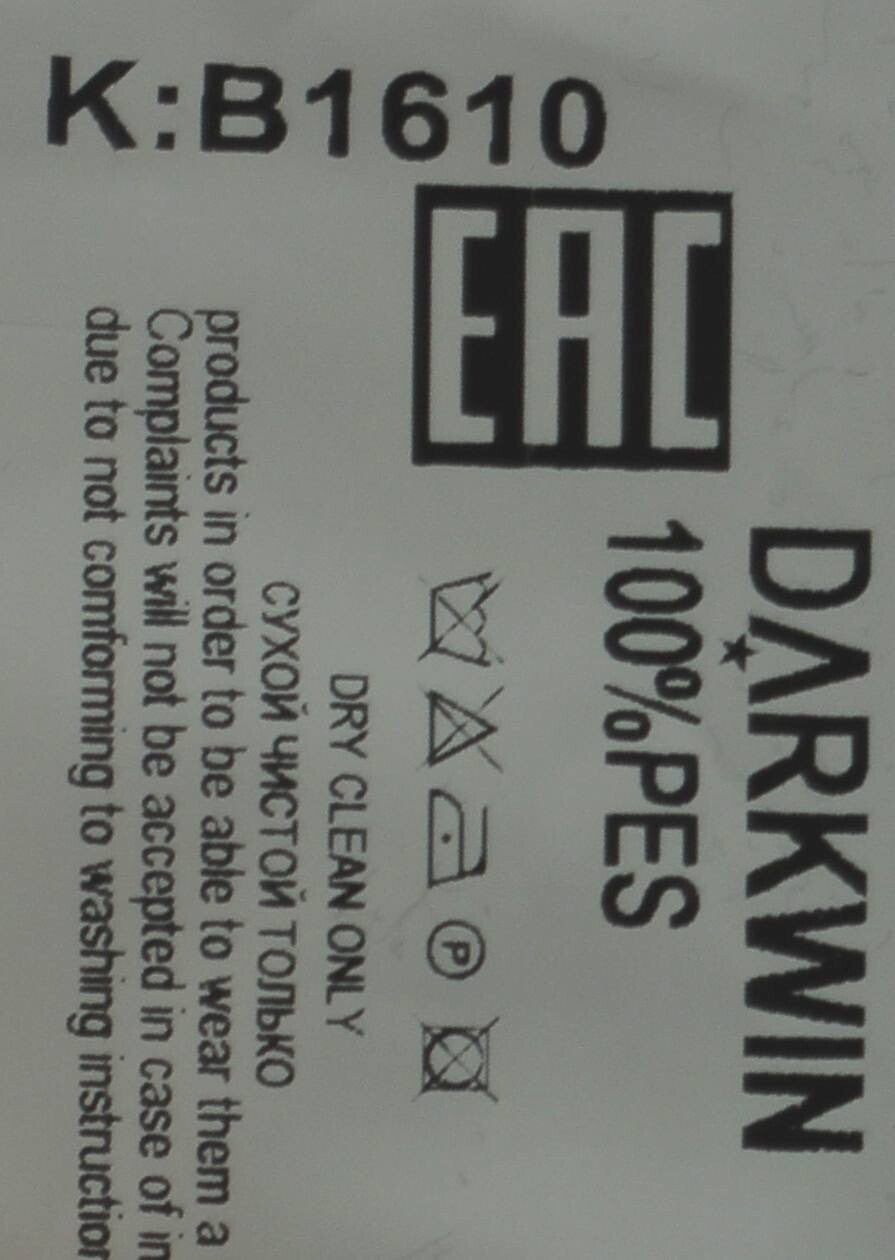 K:B1610
EAC
DARKWIN
100%PES
P
DRY CLEAN ONLY
СУХОЙ ЧИСТОЙ ТОЛЬКО
products in order to be able to wear them a
Complaints will not be accepted in case of in
due to not comforming to washing instruction